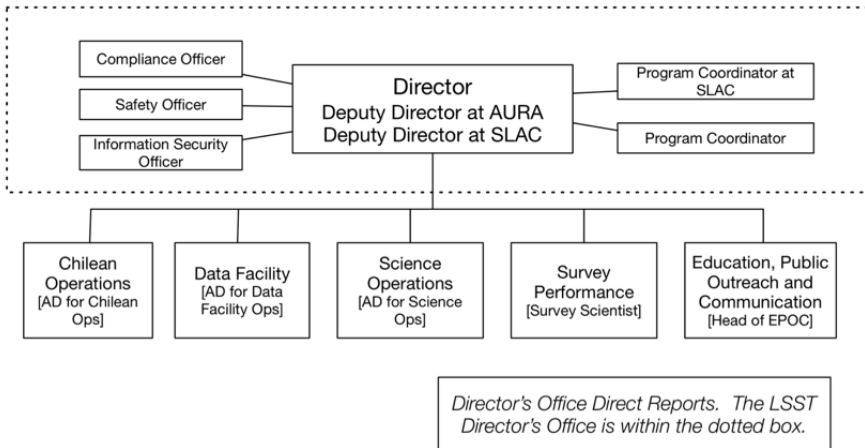 Compliance Officer
Safety Officer
Information Security
Officer
Director
Deputy Director at AURA
Deputy Director at SLAC
Program Coordinator at
SLAC
Program Coordinator
Chilean
Operations
[AD for Chilean
Ops]
Data Facility
[AD for Data
Facility Ops]
Science
Operations
[AD for Science
Ops]
Survey
Performance
[Survey Scientist]
Education, Public
Outreach and
Communication
[Head of EPOC]
Director's Office Direct Reports. The LSST
Director's Office is within the dotted box.